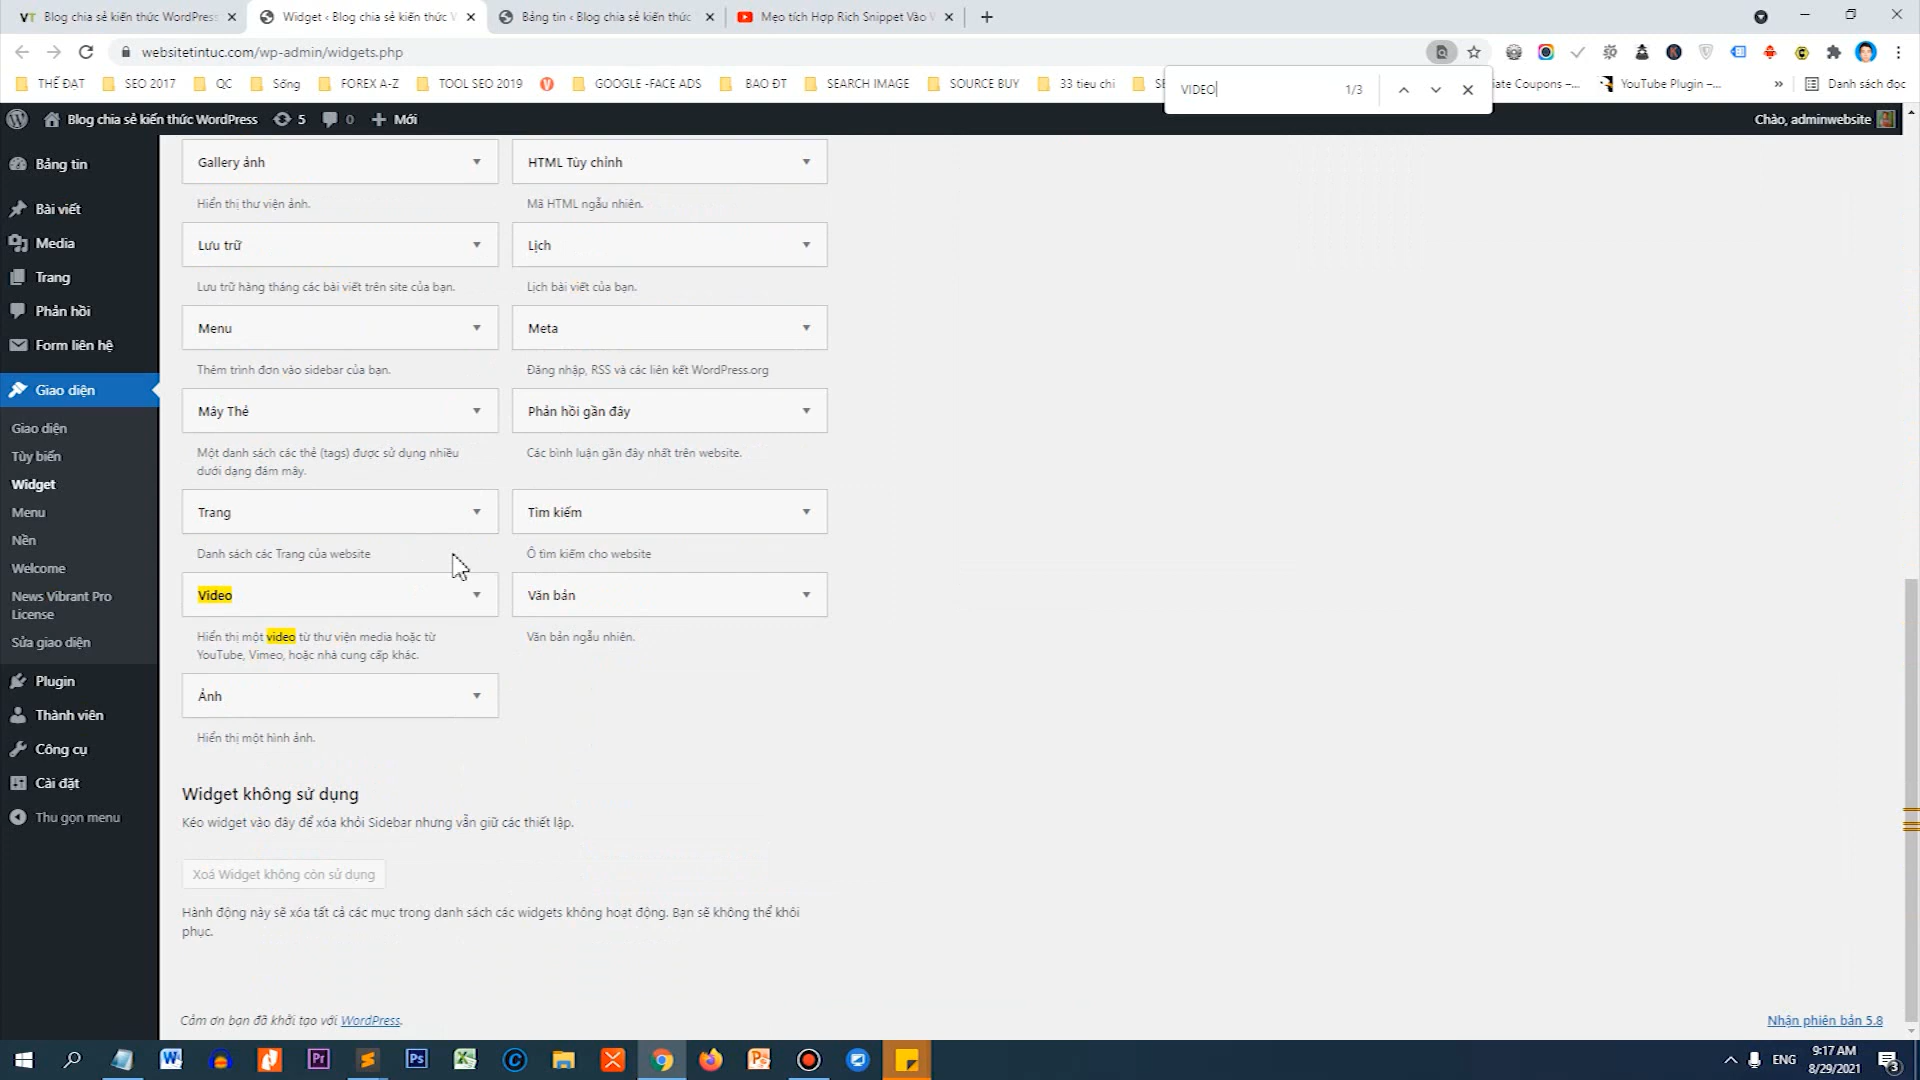 Blog chia sẻ kiến thức WordPress
Widget ‹ Blog chia sẻ kiến thức V
Bảng tin ‹ Blog chia sẻ kiến thức
Mẹo tích Hợp Rich Snippet Vào
websitetintuc.com/wp-admin/widgets.php
THẾ ĐẠT
SEO 2017
QC
Sống
FOREX A-Z
TOOL SEO 2019
GOOGLE -FACE ADS
BAO ĐT
SEARCH IMAGE
SOURCE BUY
33 tieu chi
SE
iate Coupons –...
YouTube Plugin –...
»
Danh sách đọc
VIDEO
1/3
Blog chia sẻ kiến thức WordPress
5
0
Mới
Chào, adminwebsite
Bảng tin
Bài viết
Media
Trang
Phản hồi
Form liên hệ
Giao diện
Giao diện
Tùy biến
Widget
Menu
Nền
Welcome
News Vibrant Pro
License
Sửa giao diện
Plugin
Thành viên
Công cụ
Cài đặt
Thu gọn menu
Gallery ảnh
HTML Tùy chỉnh
Hiển thị thư viện ảnh.
Mã HTML ngẫu nhiên.
Lưu trữ
Lịch
Lưu trữ hàng tháng các bài viết trên site của bạn.
Lịch bài viết của bạn.
Menu
Meta
Thêm trình đơn vào sidebar của bạn.
Đăng nhập, RSS và các liên kết WordPress.org
Mây Thẻ
Phản hồi gần đây
Một danh sách các thẻ (tags) được sử dụng nhiều
dưới dạng đám mây.
Các bình luận gần đây nhất trên website.
Trang
Tìm kiếm
Danh sách các Trang của website
Ô tìm kiếm cho website
Video
Văn bản
Hiển thị một video từ thư viện media hoặc từ
YouTube, Vimeo, hoặc nhà cung cấp khác.
Văn bản ngẫu nhiên.
Ảnh
Hiển thị một hình ảnh.
Widget không sử dụng
Kéo widget vào đây để xóa khỏi Sidebar nhưng vẫn giữ các thiết lập.
Xoá Widget không còn sử dụng
Hành động này sẽ xóa tất cả các mục trong danh sách các widgets không hoạt động. Bạn sẽ không thể khôi
phục.
Cảm ơn bạn đã khởi tạo với WordPress.
Nhận phiên bản 5.8
ENG
9:17 AM
8/29/2021
3